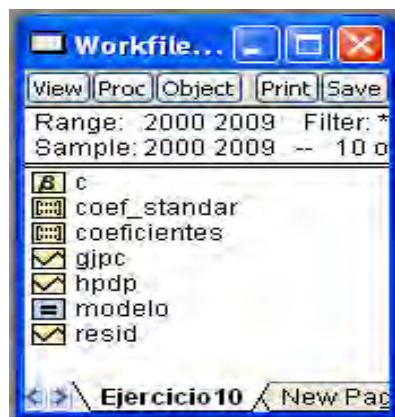 Workfile...
View Proc Object Print Save
Range: 2000 2009 Filter: *
Sample: 2000 2009 -- 10 o
β c
coef_standar
coeficientes
gjpc
hpdp
modelo
resid
Ejercicio10 New Pag